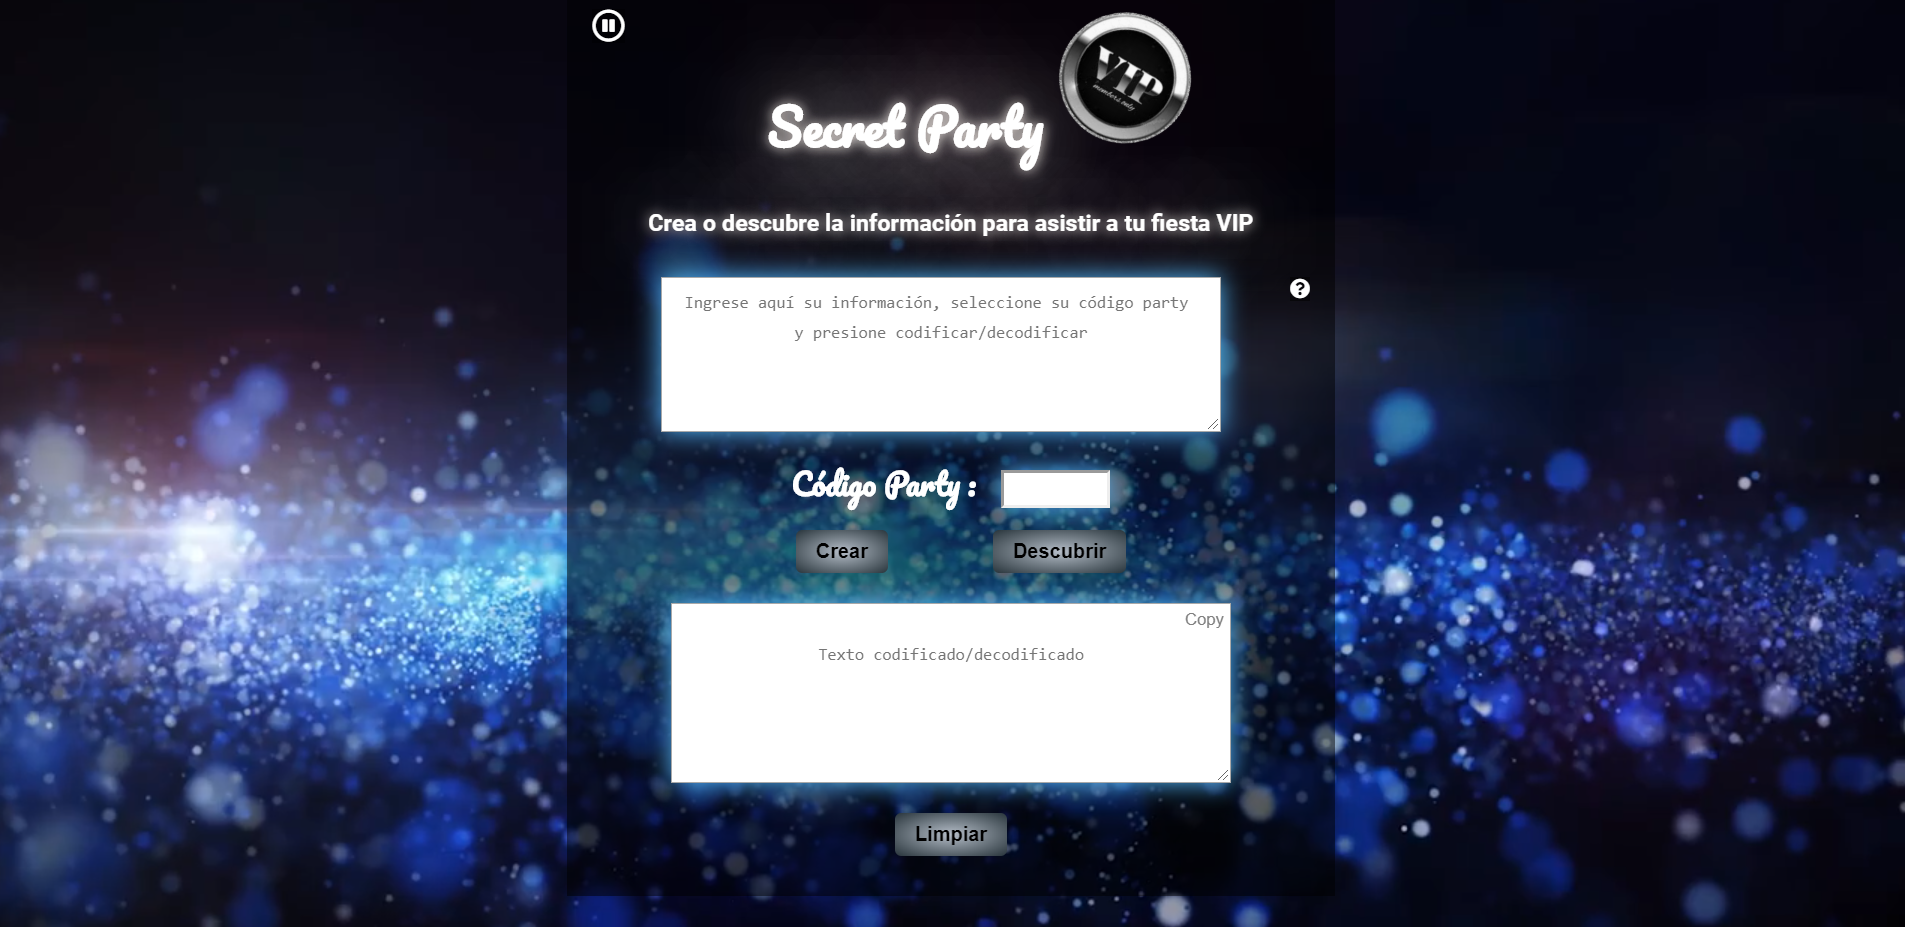 VIP
members only
Secret Party
Crea o descubre la información para asistir a tu fiesta VIP
?
Ingrese aquí su información, seleccione su código party
y presione codificar/decodificar
Código Party :
Crear
Descubrir
Copy
Texto codificado/decodificado
Limpiar